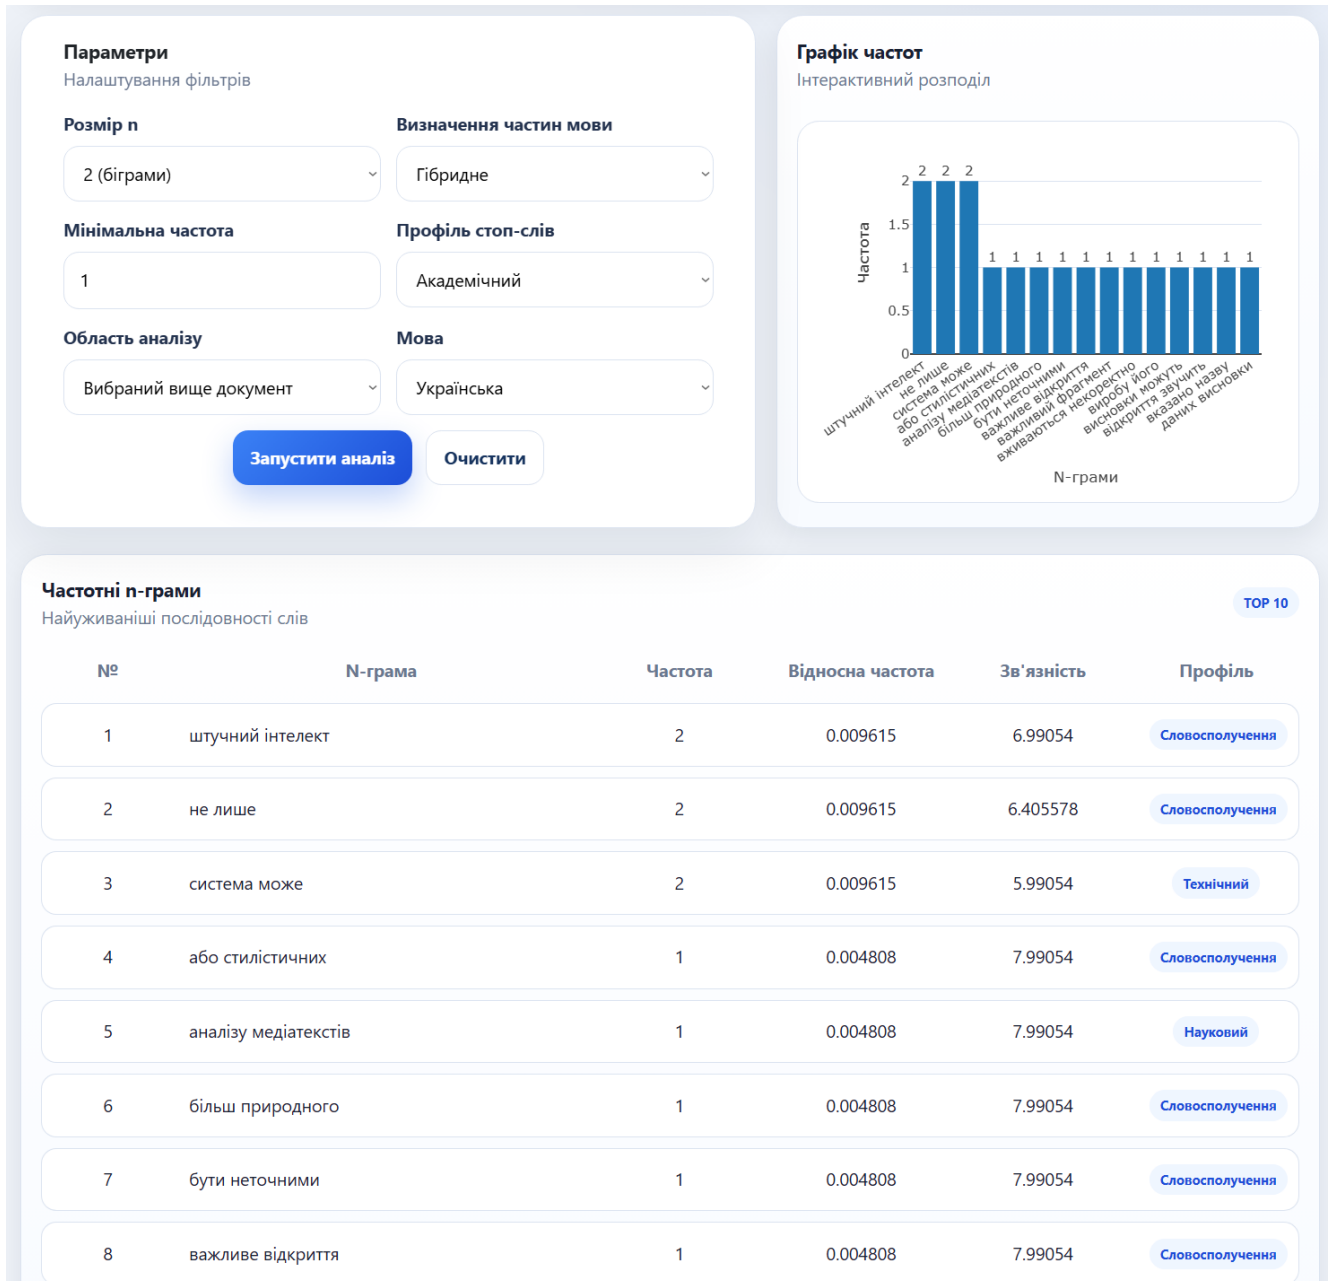 Параметри
Налаштування фільтрів
Розмір n
Визначення частин мови
2 (біграми)
Гібридне
Мінімальна частота
Профіль стоп-слів
1
Академічний
Область аналізу
Мова
Вибраний вище документ
Українська
Запустити аналіз
Очистити
Графік частот
Інтерактивний розподіл
2 2 2 1 1 1 1 1 1 1 1 1 1 1 1
2
1.5
1
0.5
0
Частота
штучний інтелект
не лише
система може
або стилістичних
аналізу медіатекстів
більш природного
бути неточними
важливе відкриття
важливий фрагмент
вживаються некоректно
виробу його
висновки можуть
відкриття звучить
вказано назву
даних висновки
N-грами
Частотні n-грами
Найуживаніші послідовності слів
TOP 10
№ N-грама Частота Відносна частота Зв'язність Профіль
1 штучний інтелект 2 0.009615 6.99054 Словосполучення
2 не лише 2 0.009615 6.405578 Словосполучення
3 система може 2 0.009615 5.99054 Технічний
4 або стилістичних 1 0.004808 7.99054 Словосполучення
5 аналізу медіатекстів 1 0.004808 7.99054 Науковий
6 більш природного 1 0.004808 7.99054 Словосполучення
7 бути неточними 1 0.004808 7.99054 Словосполучення
8 важливе відкриття 1 0.004808 7.99054 Словосполучення